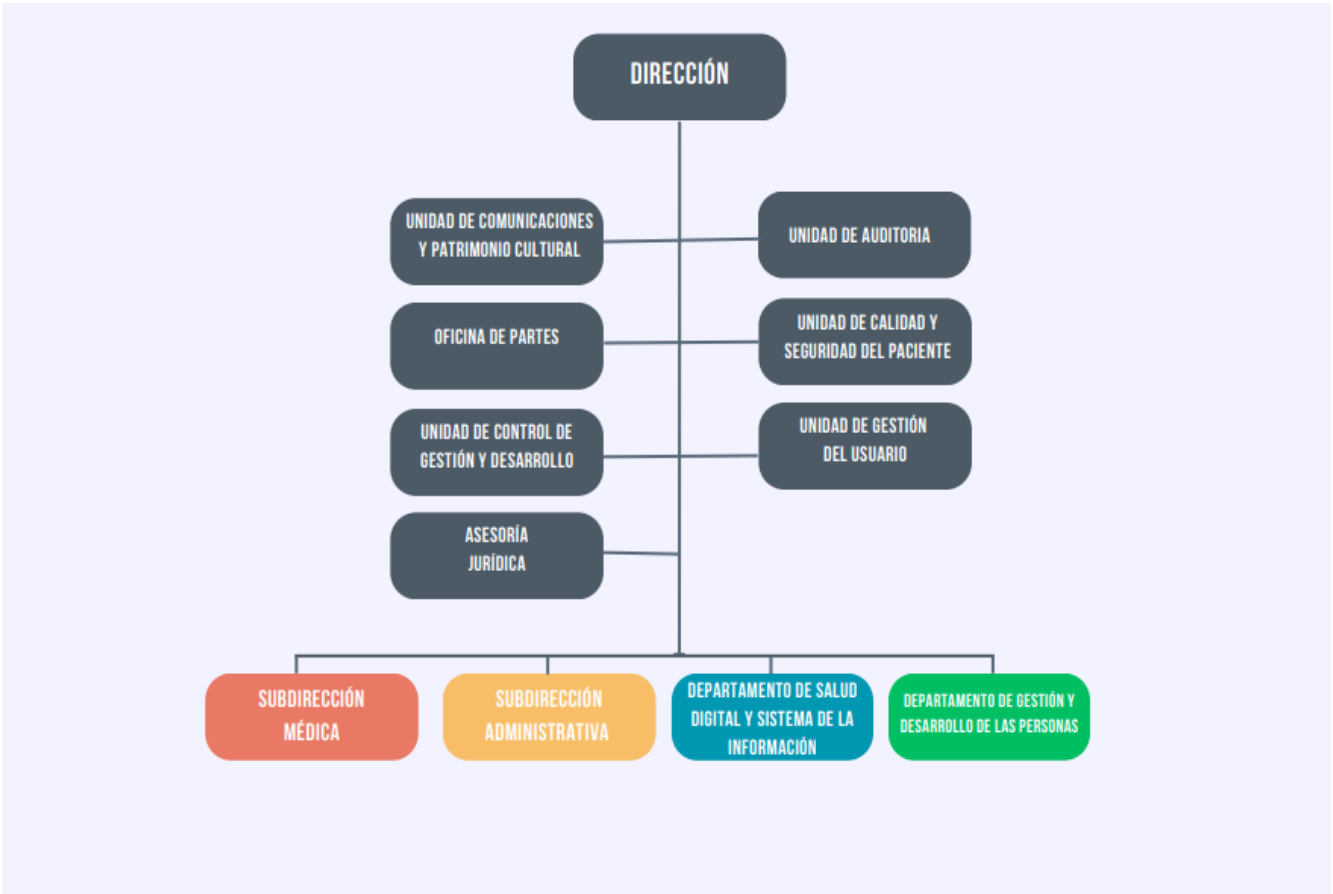 DIRECCIÓN
UNIDAD DE COMUNICACIONES
Y PATRIMONIO CULTURAL
UNIDAD DE AUDITORIA
OFICINA DE PARTES
UNIDAD DE CALIDAD Y
SEGURIDAD DEL PACIENTE
UNIDAD DE CONTROL DE
GESTIÓN Y DESARROLLO
UNIDAD DE GESTIÓN
DEL USUARIO
ASESORÍA
JURÍDICA
SUBDIRECCIÓN
MÉDICA
SUBDIRECCIÓN
ADMINISTRATIVA
DEPARTAMENTO DE SALUD
DIGITAL Y SISTEMA DE LA
INFORMACIÓN
DEPARTAMENTO DE GESTIÓN Y
DESARROLLO DE LAS PERSONAS